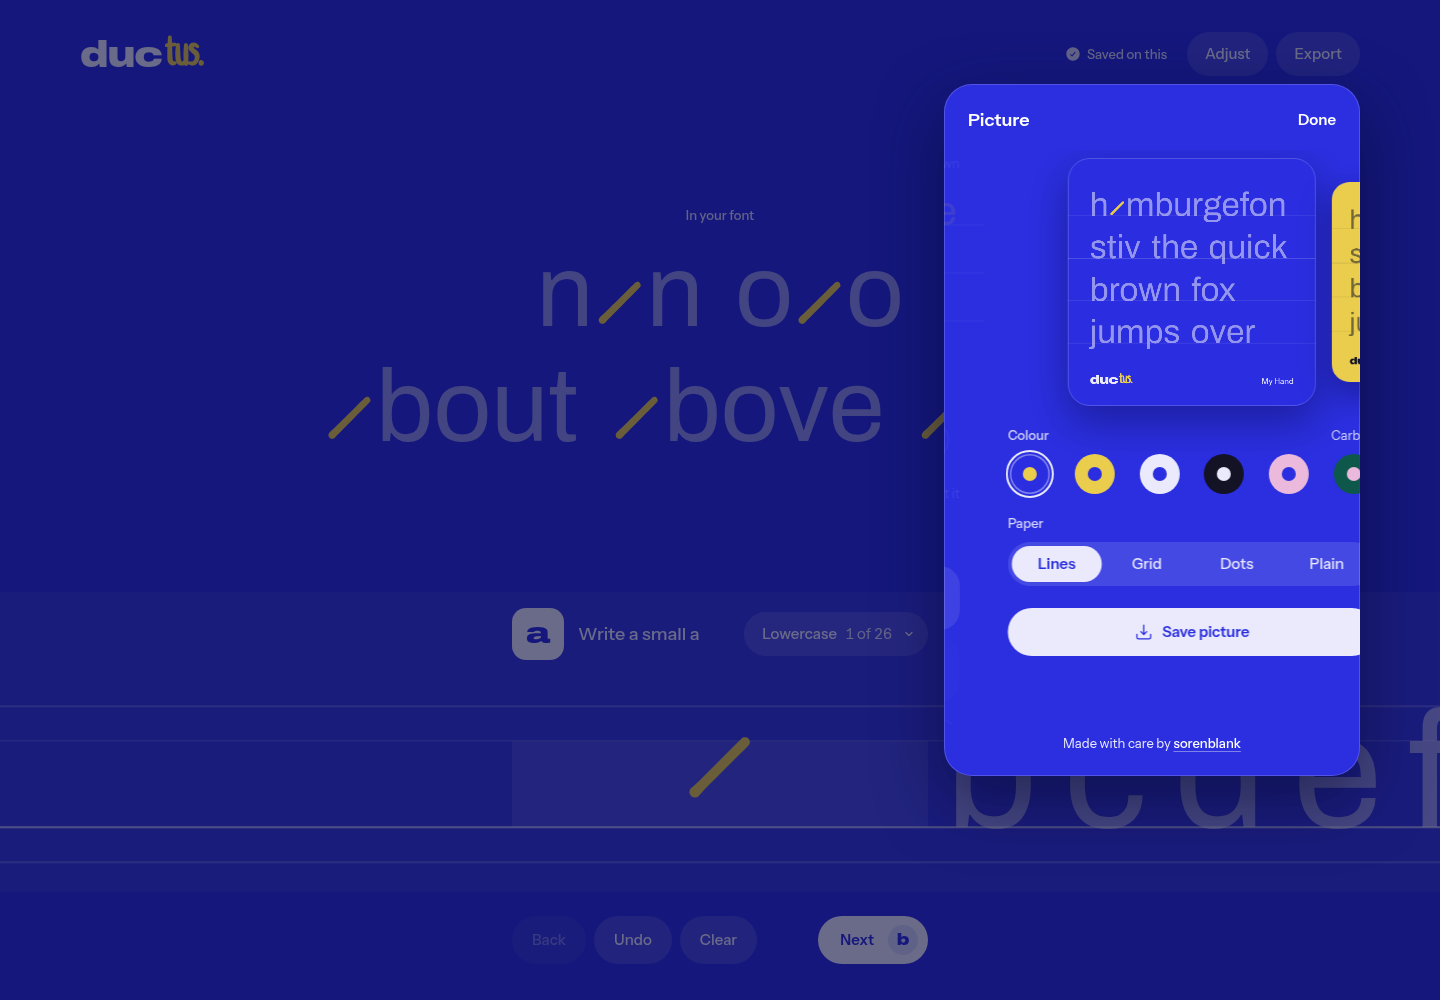 ductus.
Saved on this
Adjust
Export
Picture
Done
In your font
n n o o
bout bove
h mburgefon
stiv the quick
brown fox
jumps over
ductus.
My Hand
Colour
Paper
Lines
Grid
Dots
Plain
Save picture
Made with care by sorenblank
a
Write a small a
Lowercase 1 of 26
b c d e f
Back
Undo
Clear
Next b